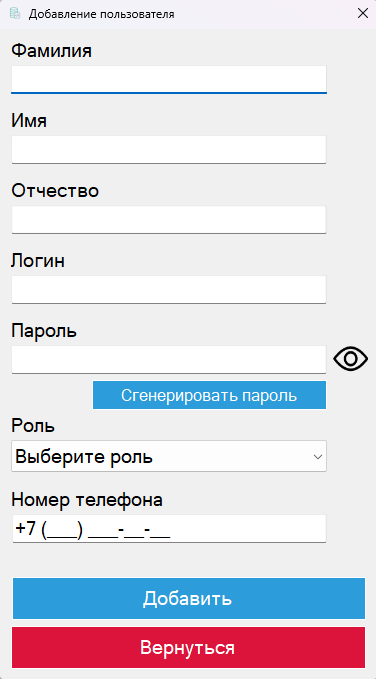 Добавление пользователя
Фамилия
Имя
Отчество
Логин
Пароль
Сгенерировать пароль
Роль
Выберите роль
Номер телефона
+7 (___) ___-__-__
Добавить
Вернуться